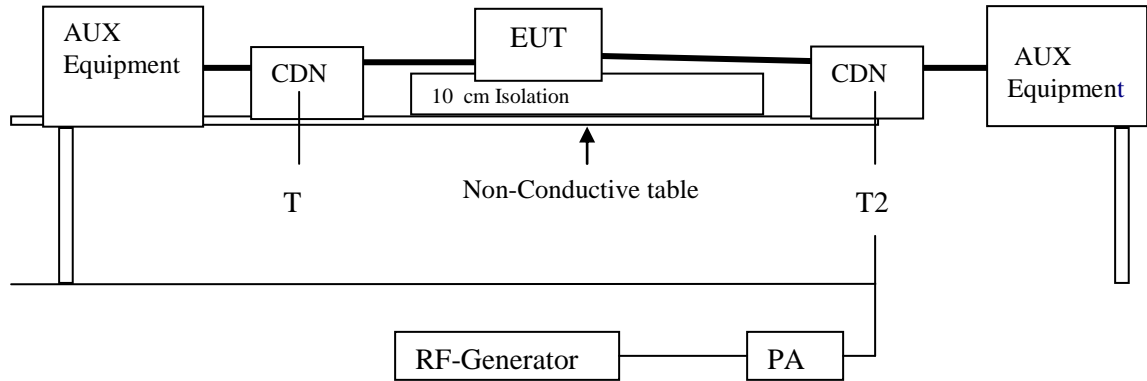 AUX
Equipment
CDN
EUT
10 cm Isolation
CDN
AUX
Equipment
T
Non-Conductive table
T2
RF-Generator
PA